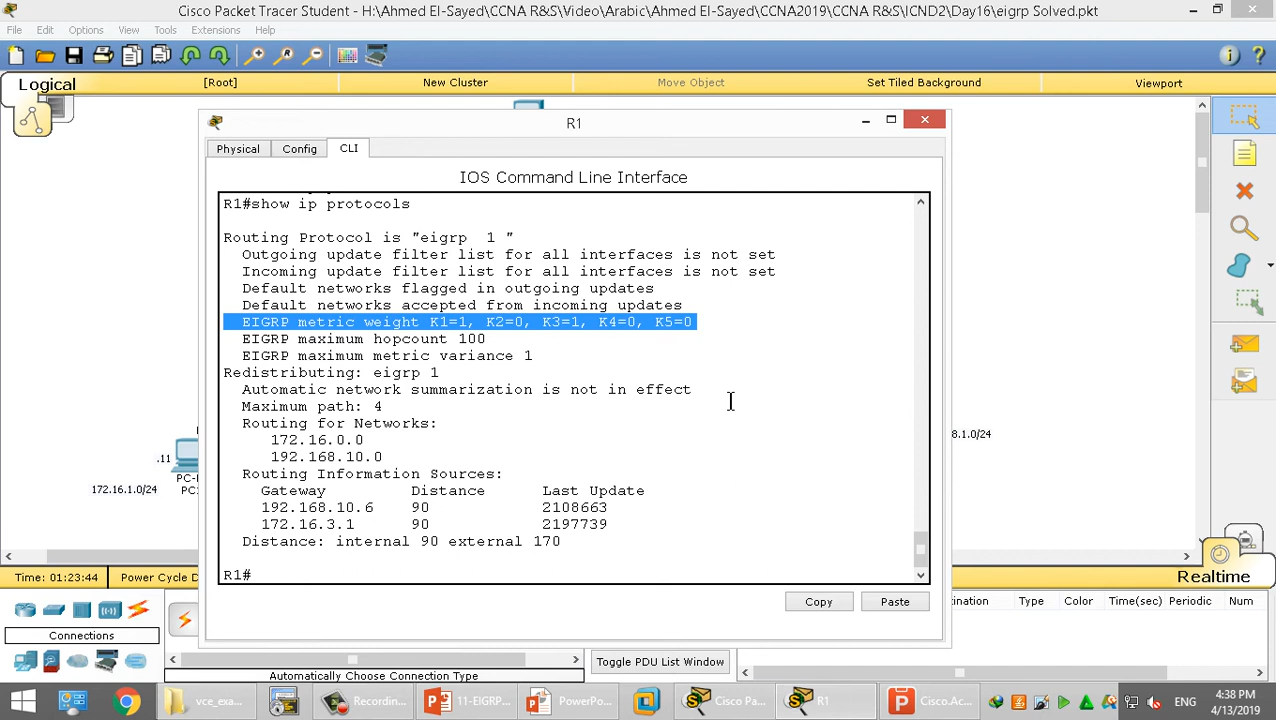 Cisco Packet Tracer Student - H:\Ahmed El-Sayed\CCNA R&S\Video\Arabic\Ahmed El-Sayed\CCNA2019\CCNA R&S\ICND2\Day16\eigrp Solved.pkt
File Edit Options View Tools Extensions Help
Logical [Root] New Cluster Move Object Set Tiled Background Viewport
R1
Physical Config CLI
IOS Command Line Interface
R1#show ip protocols
Routing Protocol is "eigrp  1 "
Outgoing update filter list for all interfaces is not set
Incoming update filter list for all interfaces is not set
Default networks flagged in outgoing updates
Default networks accepted from incoming updates
EIGRP metric weight K1=1, K2=0, K3=1, K4=0, K5=0
EIGRP maximum hopcount 100
EIGRP maximum metric variance 1
Redistributing: eigrp 1
Automatic network summarization is not in effect
Maximum path: 4
Routing for Networks:
172.16.0.0
192.168.10.0
Routing Information Sources:
Gateway Distance Last Update
192.168.10.6 90 2108663
172.16.3.1 90 2197739
Distance: internal 90 external 170
R1#
Copy Paste
.11
172.16.1.0/24
.8.1.0/24
Time: 01:23:44 Power Cycle D
Realtime
Type Color Time(sec) Periodic Num
Connections
Automatically Choose Connection Type
Toggle PDU List Window
vce_exa... Recording... 11-EIGRP... PowerPo... Cisco Pa... R1 Cisco.Ac... ENG 4:38 PM
4/13/2019